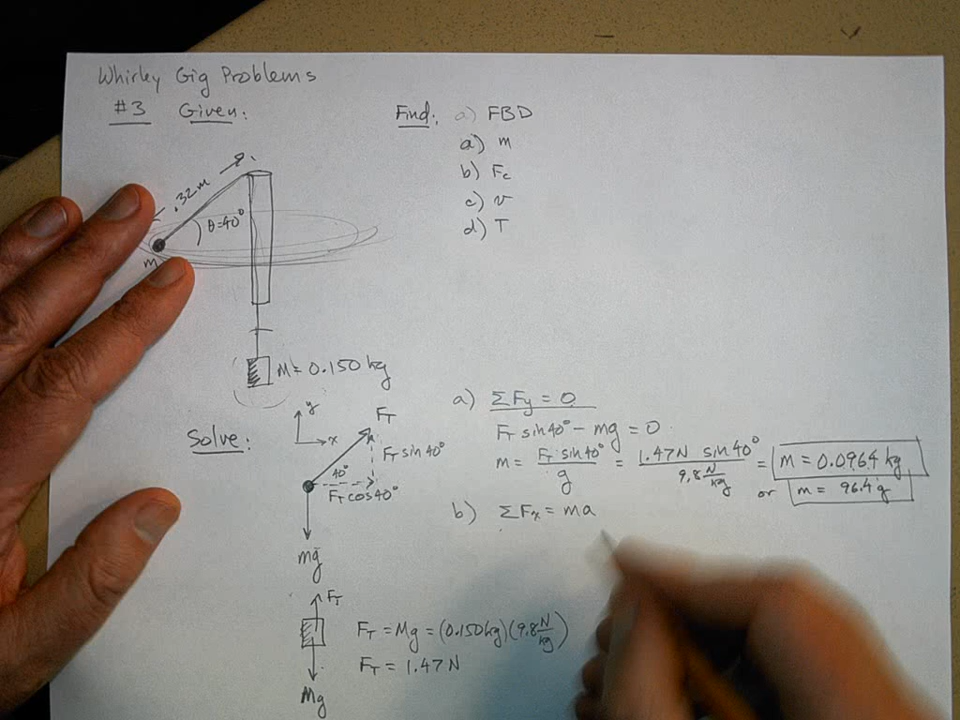 Whirley Gig Problems
#3 Given:
Find: a) FBD
a) m
b) Fc
c) v
d) T
.32m
θ=40°
m
M = 0.150 kg
Solve:
y
x
FT
FT sin 40°
40°
FT cos 40°
mg
FT
FT = Mg = (0.150 kg)(9.8 N/kg)
FT = 1.47 N
Mg
a) ΣFy = 0
FT sin 40° - mg = 0
m = FT sin 40° / g = 1.47 N sin 40° / 9.8 N/kg = m = 0.0964 kg
or m = 96.4 g
b) ΣFx = ma